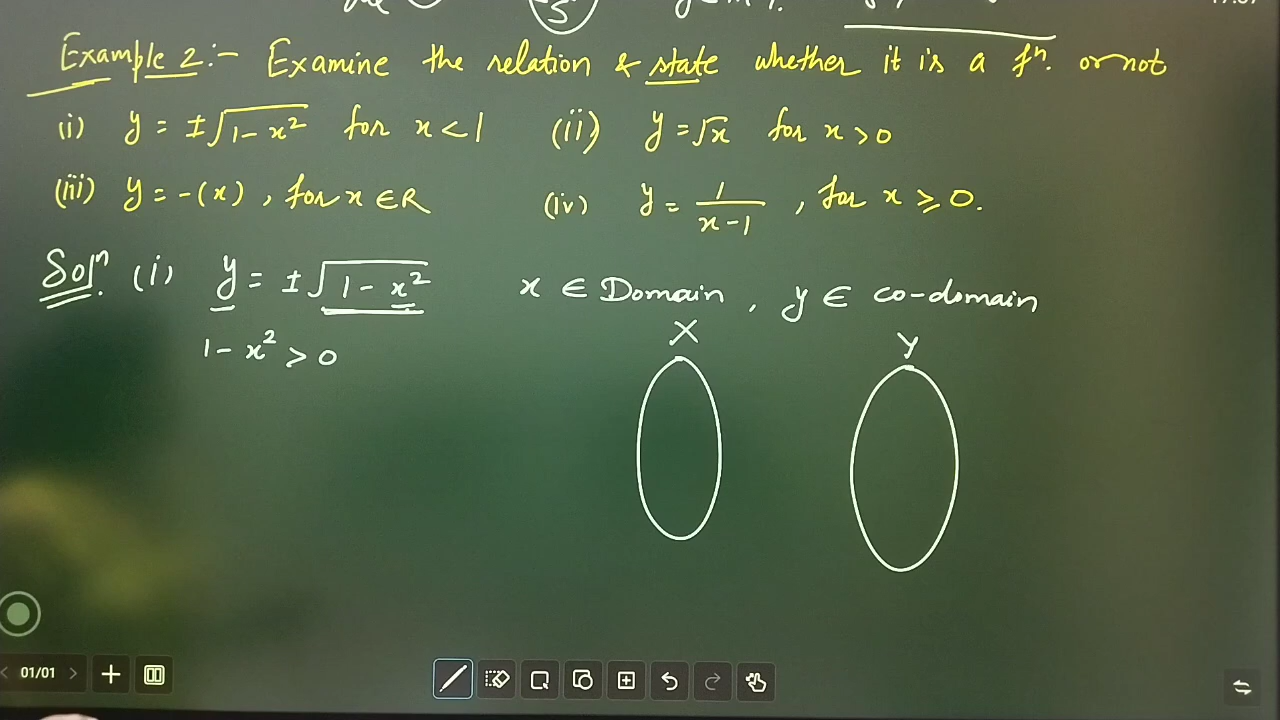 Example 2:- Examine the relation & state whether it is a fⁿ. or not
(i) y = ±√1-x² for x<1 (ii) y=√x for x>0
(iii) y = -(x), for x∈R (iv) y = 1/x-1, for x ≥ 0.
Solⁿ. (i) y = ±√1-x² x ∈ Domain, y ∈ co-domain
1-x² > 0 X Y
01/01